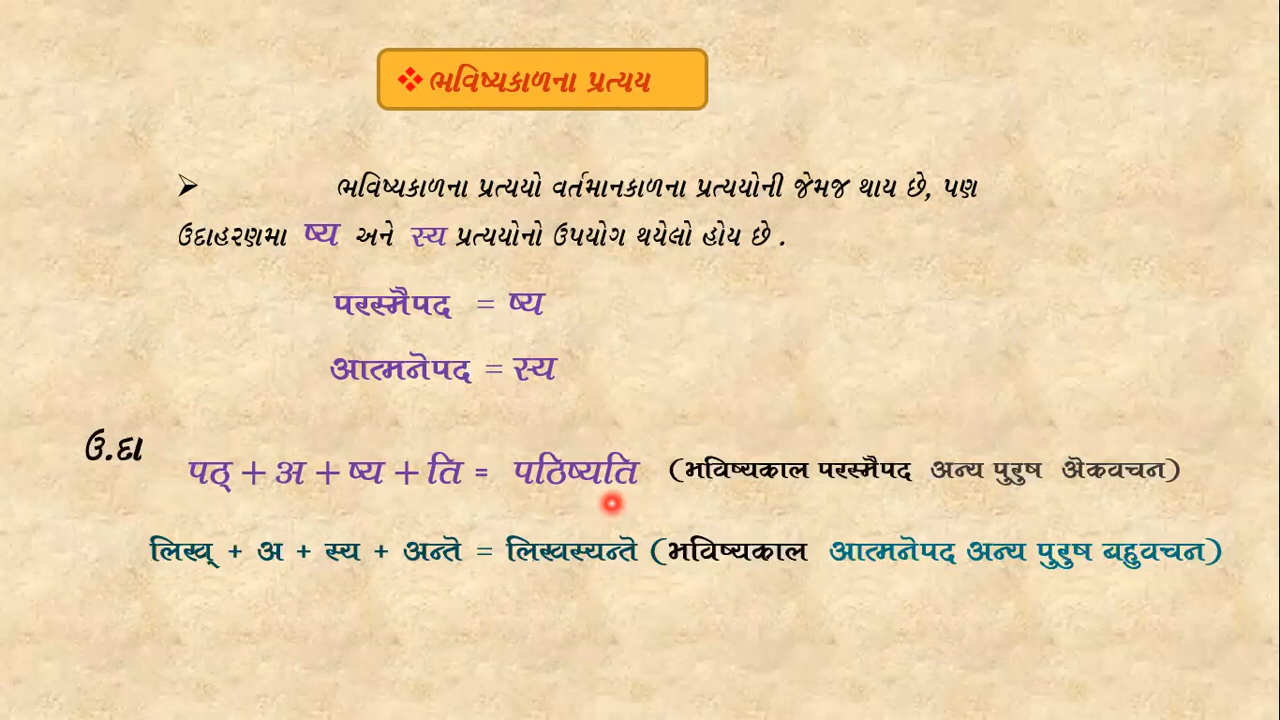 ❖ ભવિષ્યકાળના પ્રત્યય
➢ ભવિષ્યકાળના પ્રત્યયો વર્તમાનકાળના પ્રત્યયોની જેમજ થાય છે, પણ
ઉદાહરણમા ष्य અને स्य પ્રત્યયોનો ઉપયોગ થયેલો હોય છે .
परस्मैपद = ष्य
आत्मनेपद = स्य
ઉ.દા
पठ् + अ + ष्य + ति = पठिष्यति (भविष्यकाल परस्मैपद अन्य पुरुष ऎकवचन)
लिख् + अ + स्य + अन्ते = लिखस्यन्ते (भविष्यकाल आत्मनेपद अन्य पुरुष बहुवचन)